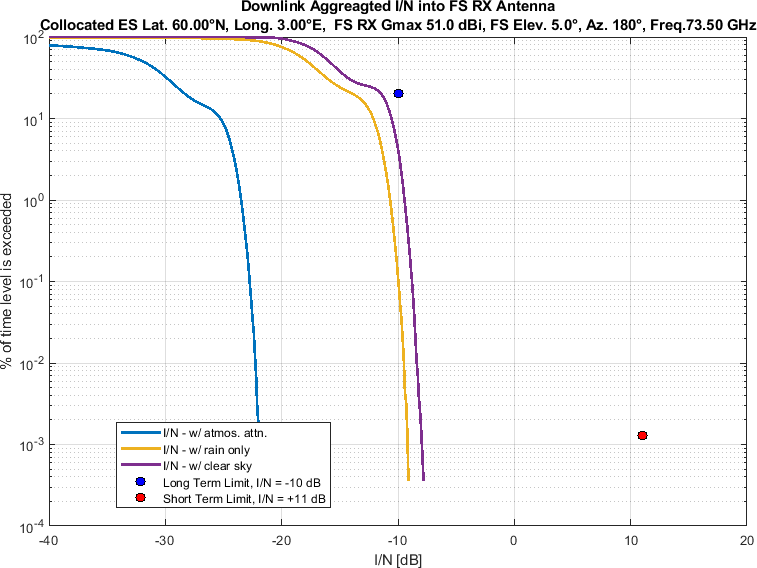 Downlink Aggreagted I/N into FS RX Antenna
Collocated ES Lat. 60.00°N, Long. 3.00°E, FS RX Gmax 51.0 dBi, FS Elev. 5.0°, Az. 180°, Freq.73.50 GHz
% of time level is exceeded
10^2
10^1
10^0
10^-1
10^-2
10^-3
10^-4
I/N - w/ atmos. attn.
I/N - w/ rain only
I/N - w/ clear sky
Long Term Limit, I/N = -10 dB
Short Term Limit, I/N = +11 dB
-40 -30 -20 -10 0 10 20
I/N [dB]